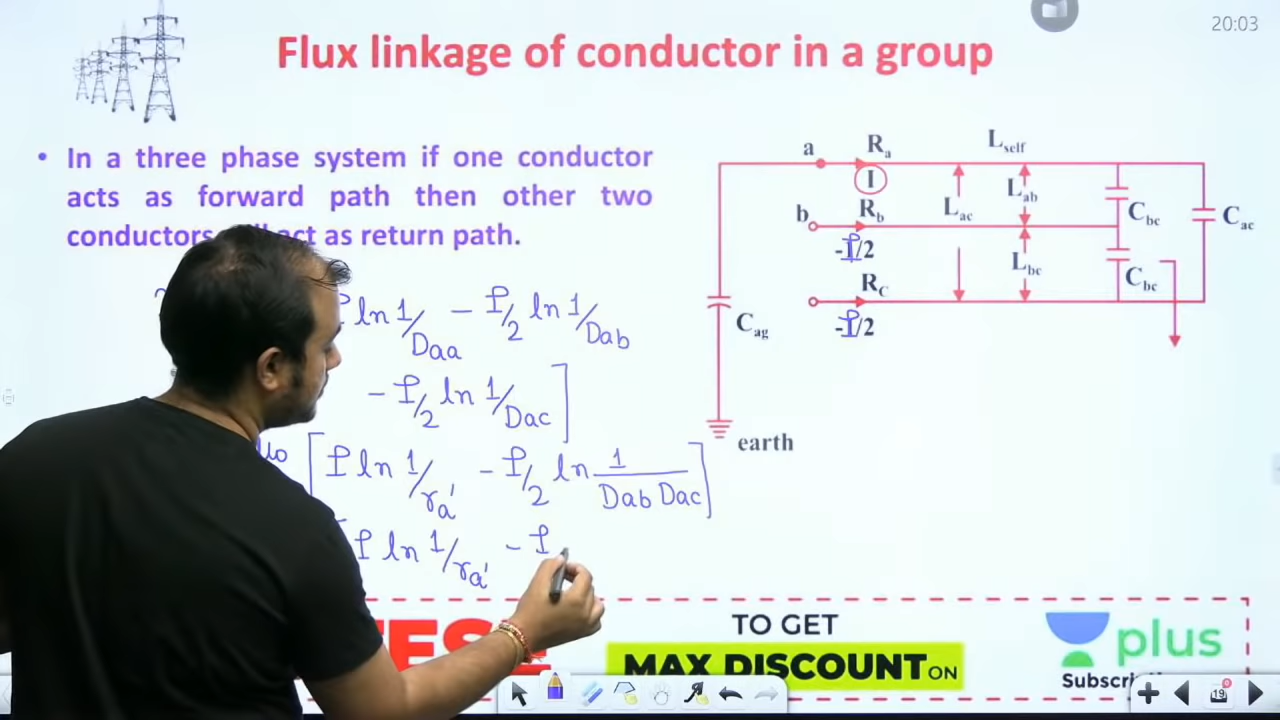 20:03
Flux linkage of conductor in a group
• In a three phase system if one conductor
acts as forward path then other two
conductors act as return path.
I ln 1/Daa - I/2 ln 1/Dab
- I/2 ln 1/Dac ]
μo [ I ln 1/ra' - I/2 ln 1/Dab Dac ]
I ln 1/ra' - I
a
Ra
Lself
I
b
Rb
Lac
Lab
Cbc
Cac
-I/2
Lbc
Cbc
RC
-I/2
Cag
earth
TO GET
MAX DISCOUNT ON
plus
19